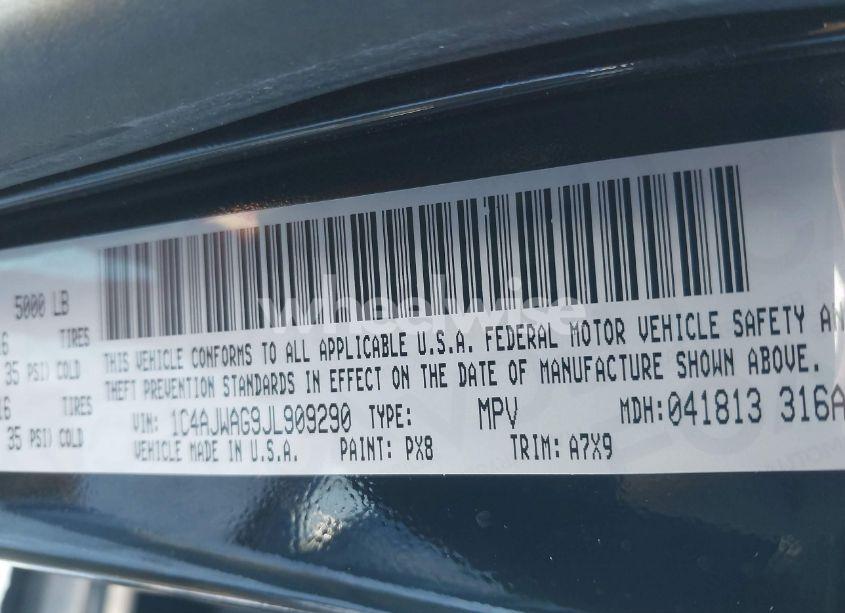 5000 LB
TIRES
35 PSI) COLD
THIS VEHICLE CONFORMS TO ALL APPLICABLE U.S.A. FEDERAL MOTOR VEHICLE SAFETY AN
THEFT PREVENTION STANDARDS IN EFFECT ON THE DATE OF MANUFACTURE SHOWN ABOVE.
16 TIRES
VIN: 1C4AJWAG9JL909290 TYPE: MPV MDH:041813 316A
35 PSI) COLD
VEHICLE MADE IN U.S.A. PAINT: PX8 TRIM: A7X9
wheelwise